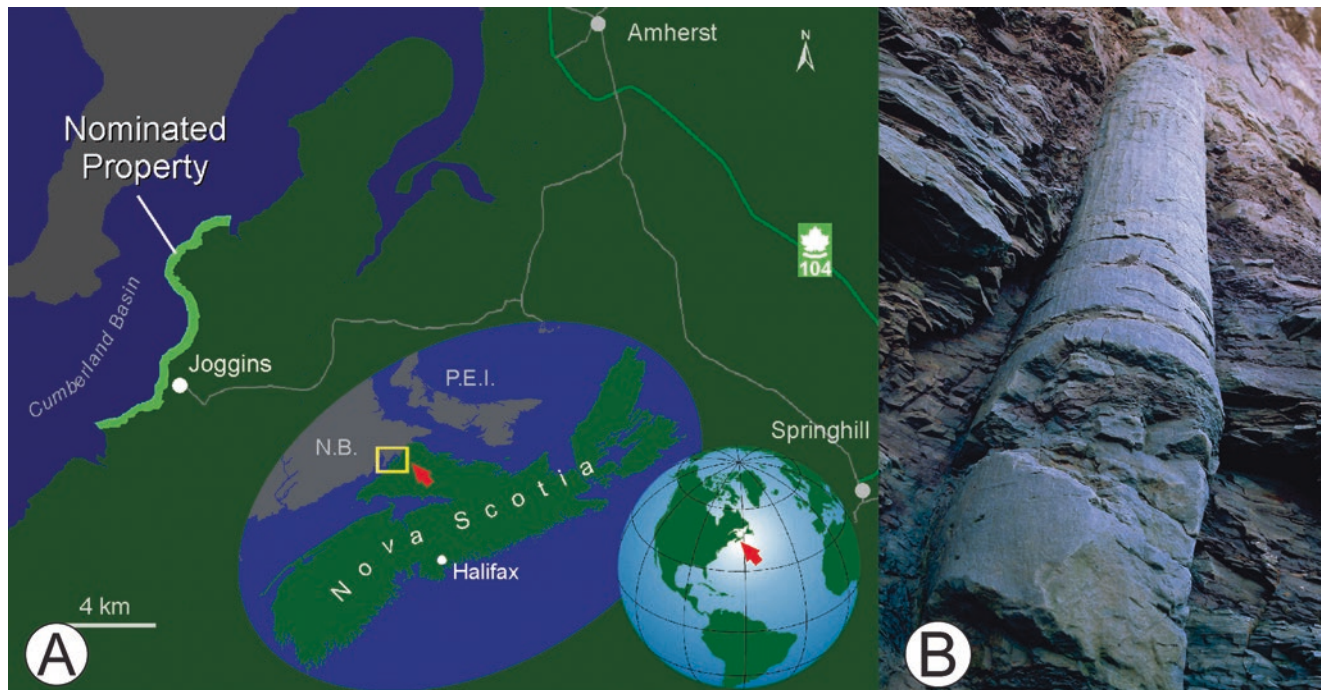 Amherst
N
Nominated
Property
104
Cumberland Basin
Joggins
P.E.I.
N.B.
Springhill
Nova Scotia
Halifax
4 km
A
B